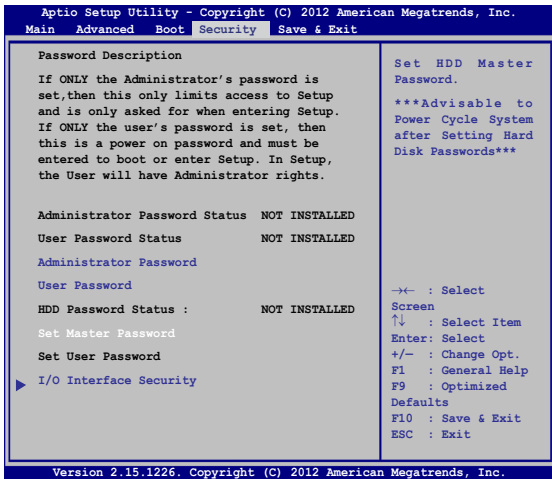 Aptio Setup Utility - Copyright (C) 2012 American Megatrends, Inc.
Main Advanced Boot Security Save & Exit
Password Description
If ONLY the Administrator's password is
set,then this only limits access to Setup
and is only asked for when entering Setup.
If ONLY the user's password is set, then
this is a power on password and must be
entered to boot or enter Setup. In Setup,
the User will have Administrator rights.
Administrator Password Status NOT INSTALLED
User Password Status NOT INSTALLED
Administrator Password
User Password
HDD Password Status : NOT INSTALLED
Set Master Password
Set User Password
I/O Interface Security
Set HDD Master
Password.
***Advisable to
Power Cycle System
after Setting Hard
Disk Passwords***
→← : Select
Screen
↑↓ : Select Item
Enter: Select
+/− : Change Opt.
F1 : General Help
F9 : Optimized
Defaults
F10 : Save & Exit
ESC : Exit
Version 2.15.1226. Copyright (C) 2012 American Megatrends, Inc.